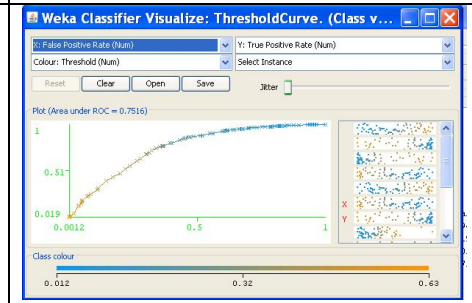 Weka Classifier Visualize: ThresholdCurve. (Class v...
X: False Positive Rate (Num) Y: True Positive Rate (Num)
Colour: Threshold (Num) Select Instance
Reset Clear Open Save Jitter
Plot (Area under ROC = 0.7516)
1
0.51
0.019
0.0012 0.5 1
X
Y
Class colour
0.012 0.32 0.63